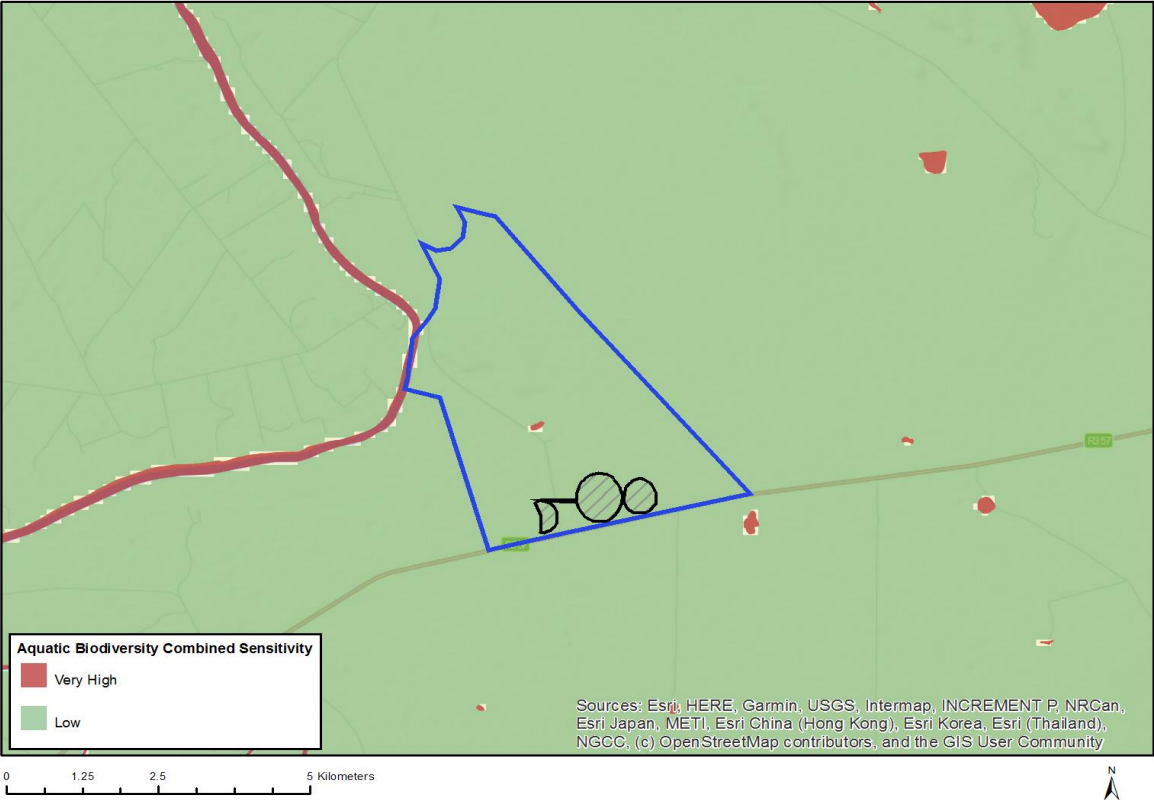 R357
Aquatic Biodiversity Combined Sensitivity
Very High
Low
Sources: Esri, HERE, Garmin, USGS, Intermap, INCREMENT P, NRCan,
Esri Japan, METI, Esri China (Hong Kong), Esri Korea, Esri (Thailand),
NGCC, (c) OpenStreetMap contributors, and the GIS User Community
0 1.25 2.5 5 Kilometers
N